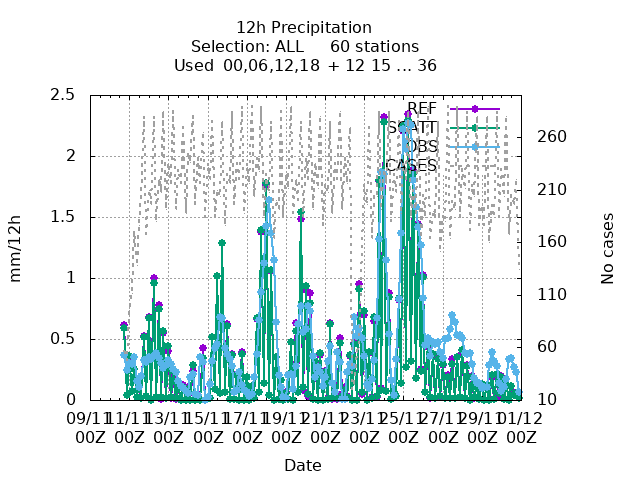 12h Precipitation
Selection: ALL 60 stations
Used 00,06,12,18 + 12 15 ... 36
REF
SCATT
OBS
CASES
2.5
2
1.5
1
0.5
0
mm/12h
260
210
160
110
60
10
No cases
09/11 11/11 13/11 15/11 17/11 19/11 21/11 23/11 25/11 27/11 29/11 01/12
00Z 00Z 00Z 00Z 00Z 00Z 00Z 00Z 00Z 00Z 00Z 00Z
Date